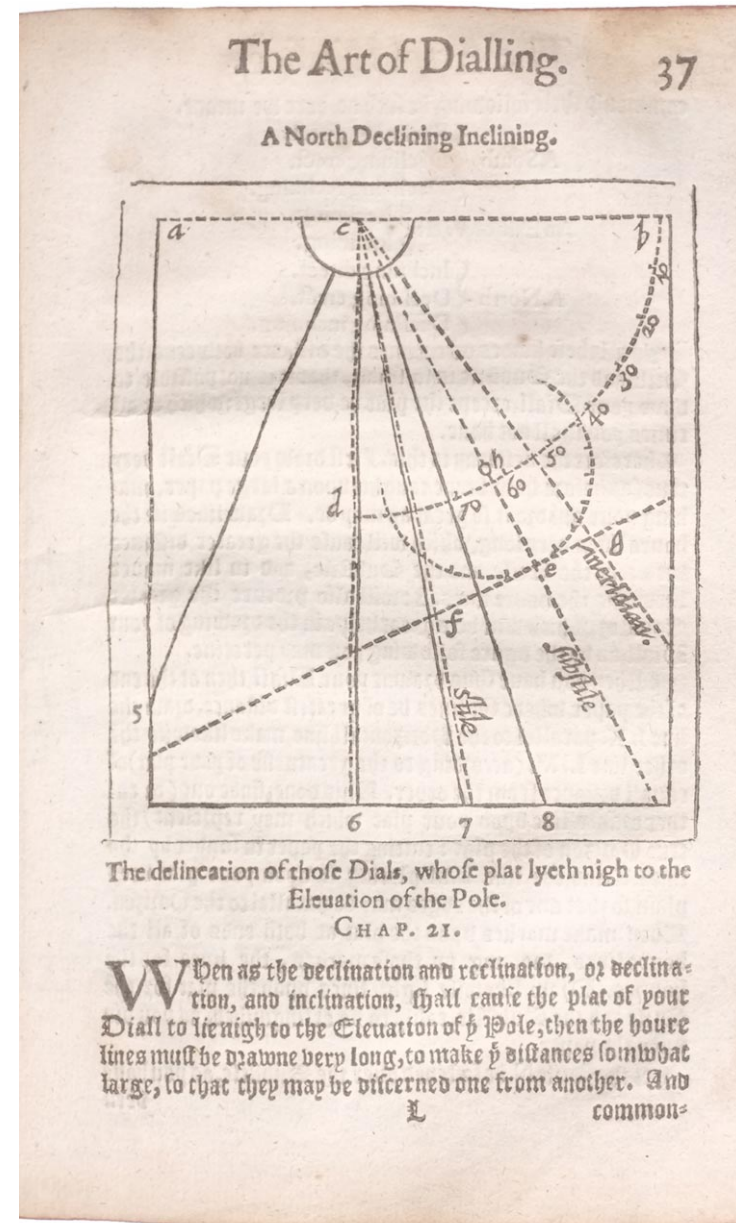 The Art of Dialling. 37
A North Declining Inclining.
a c b
10
20
30
40
50
60
h
R
d
e
g
f
meridian.
substile
stile
5
6 7 8
The delineation of thoſe Dials, whoſe plat lyeth nigh to the
Eleuation of the Pole.
CHAP. 21.
WHen as the declination and reclination, oꝛ declina⸗
tion, and inclination, ſhall cauſe the plat of your
Diall to lie nigh to the Eleuation of yͤ Pole, then the houre
lines muſt be dꝛawne very long, to make yͤ diſtances ſomwhat
large, ſo that they may be diſcerned one from another. And
L common⸗